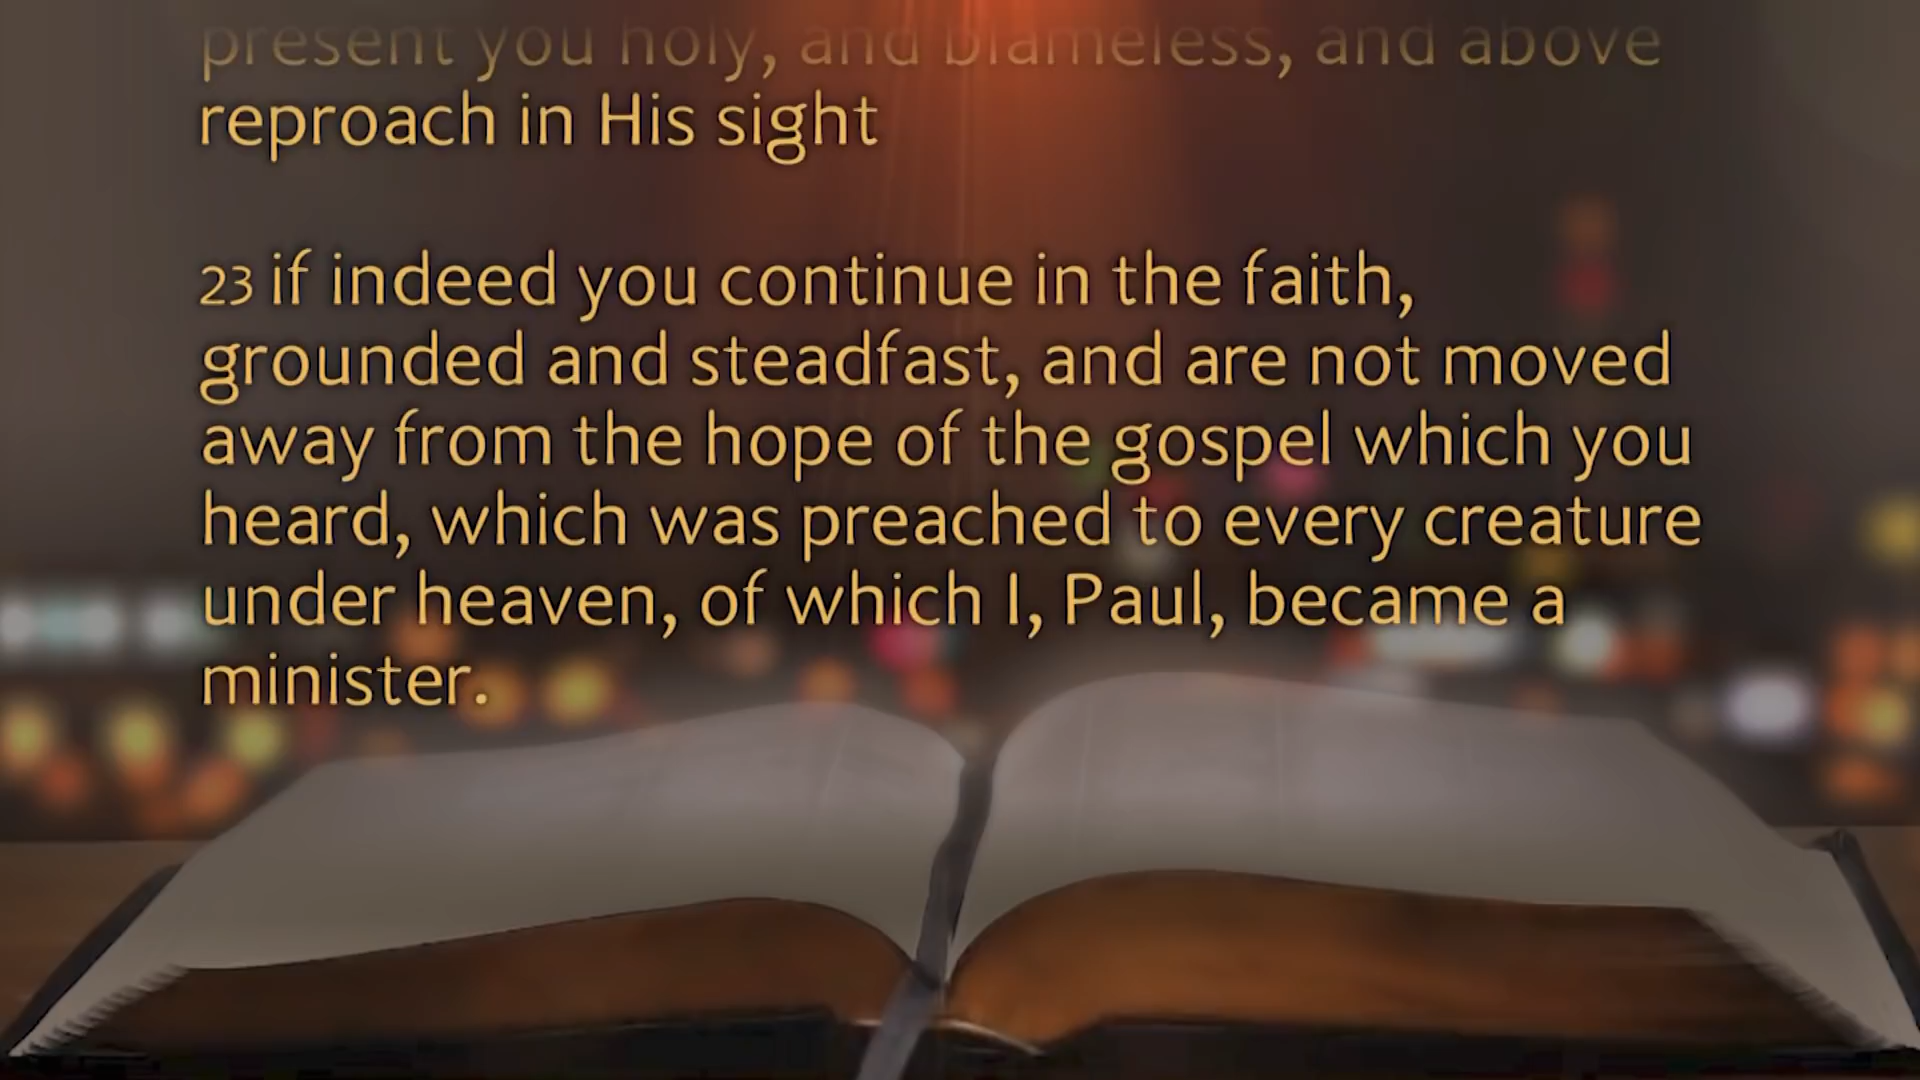 present you holy, and blameless, and above
reproach in His sight
23 if indeed you continue in the faith,
grounded and steadfast, and are not moved
away from the hope of the gospel which you
heard, which was preached to every creature
under heaven, of which I, Paul, became a
minister.